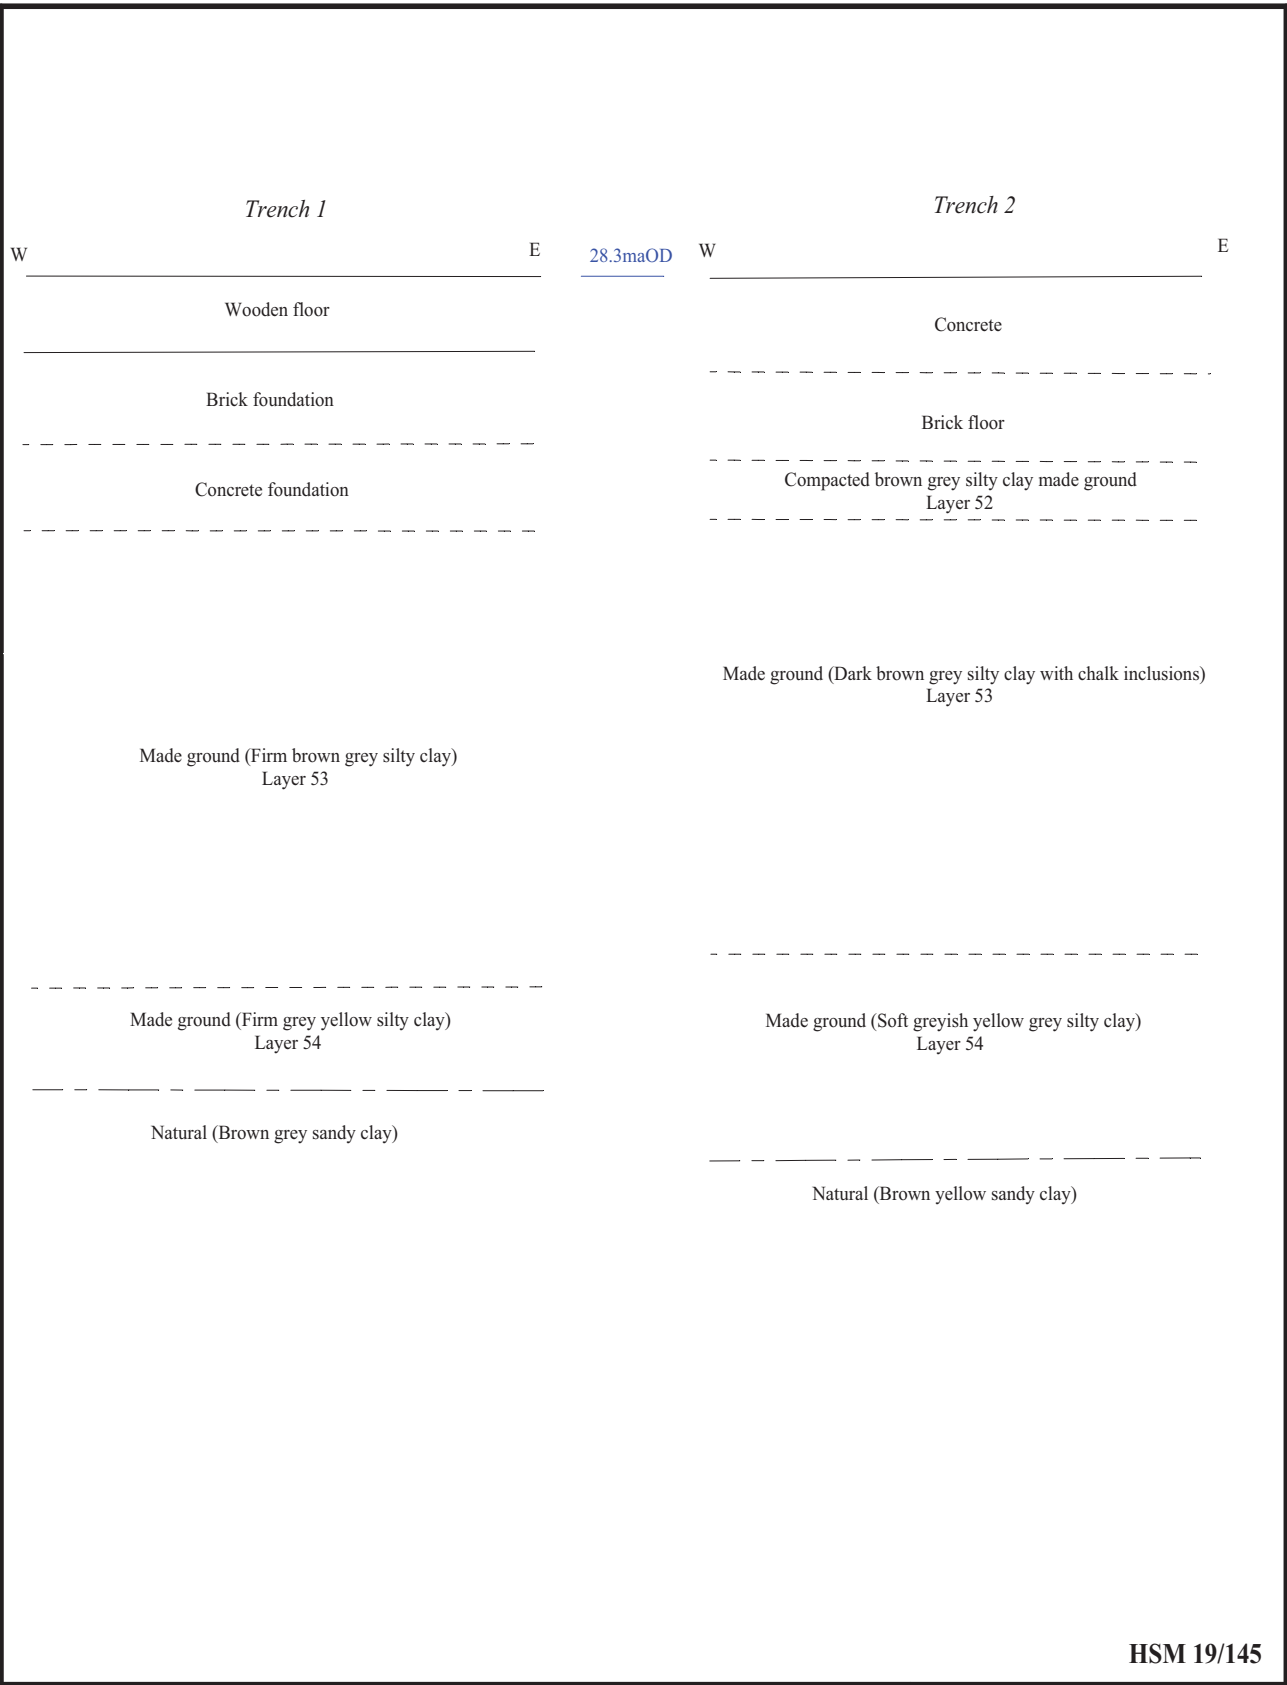 Trench 1
W
E
Wooden floor
Brick foundation
Concrete foundation
Made ground (Firm brown grey silty clay)
Layer 53
Made ground (Firm grey yellow silty clay)
Layer 54
Natural (Brown grey sandy clay)
28.3maOD
Trench 2
W
E
Concrete
Brick floor
Compacted brown grey silty clay made ground
Layer 52
Made ground (Dark brown grey silty clay with chalk inclusions)
Layer 53
Made ground (Soft greyish yellow grey silty clay)
Layer 54
Natural (Brown yellow sandy clay)
HSM 19/145